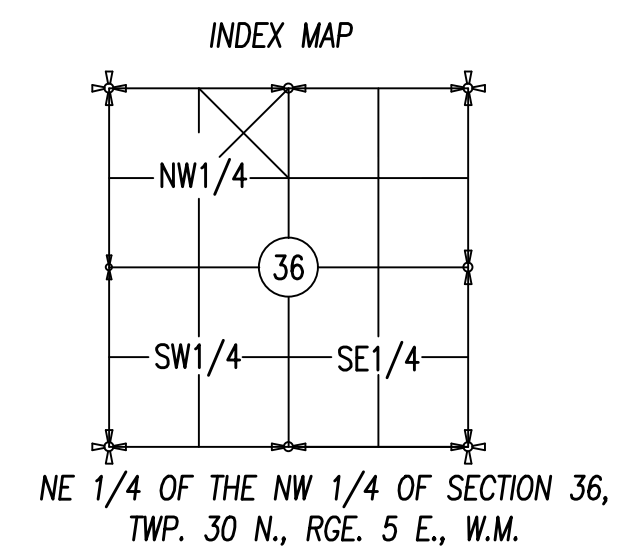 INDEX MAP
NW1/4
36
SW1/4
SE1/4
NE 1/4 OF THE NW 1/4 OF SECTION 36,
TWP. 30 N., RGE. 5 E., W.M.